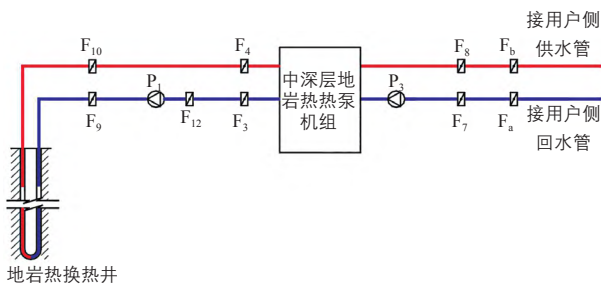 接用户侧
供水管
F10
F4
F8
Fb
中深层地
岩热热泵
机组
P1
P3
F9
F12
F3
F7
Fa
接用户侧
回水管
地岩热换热井